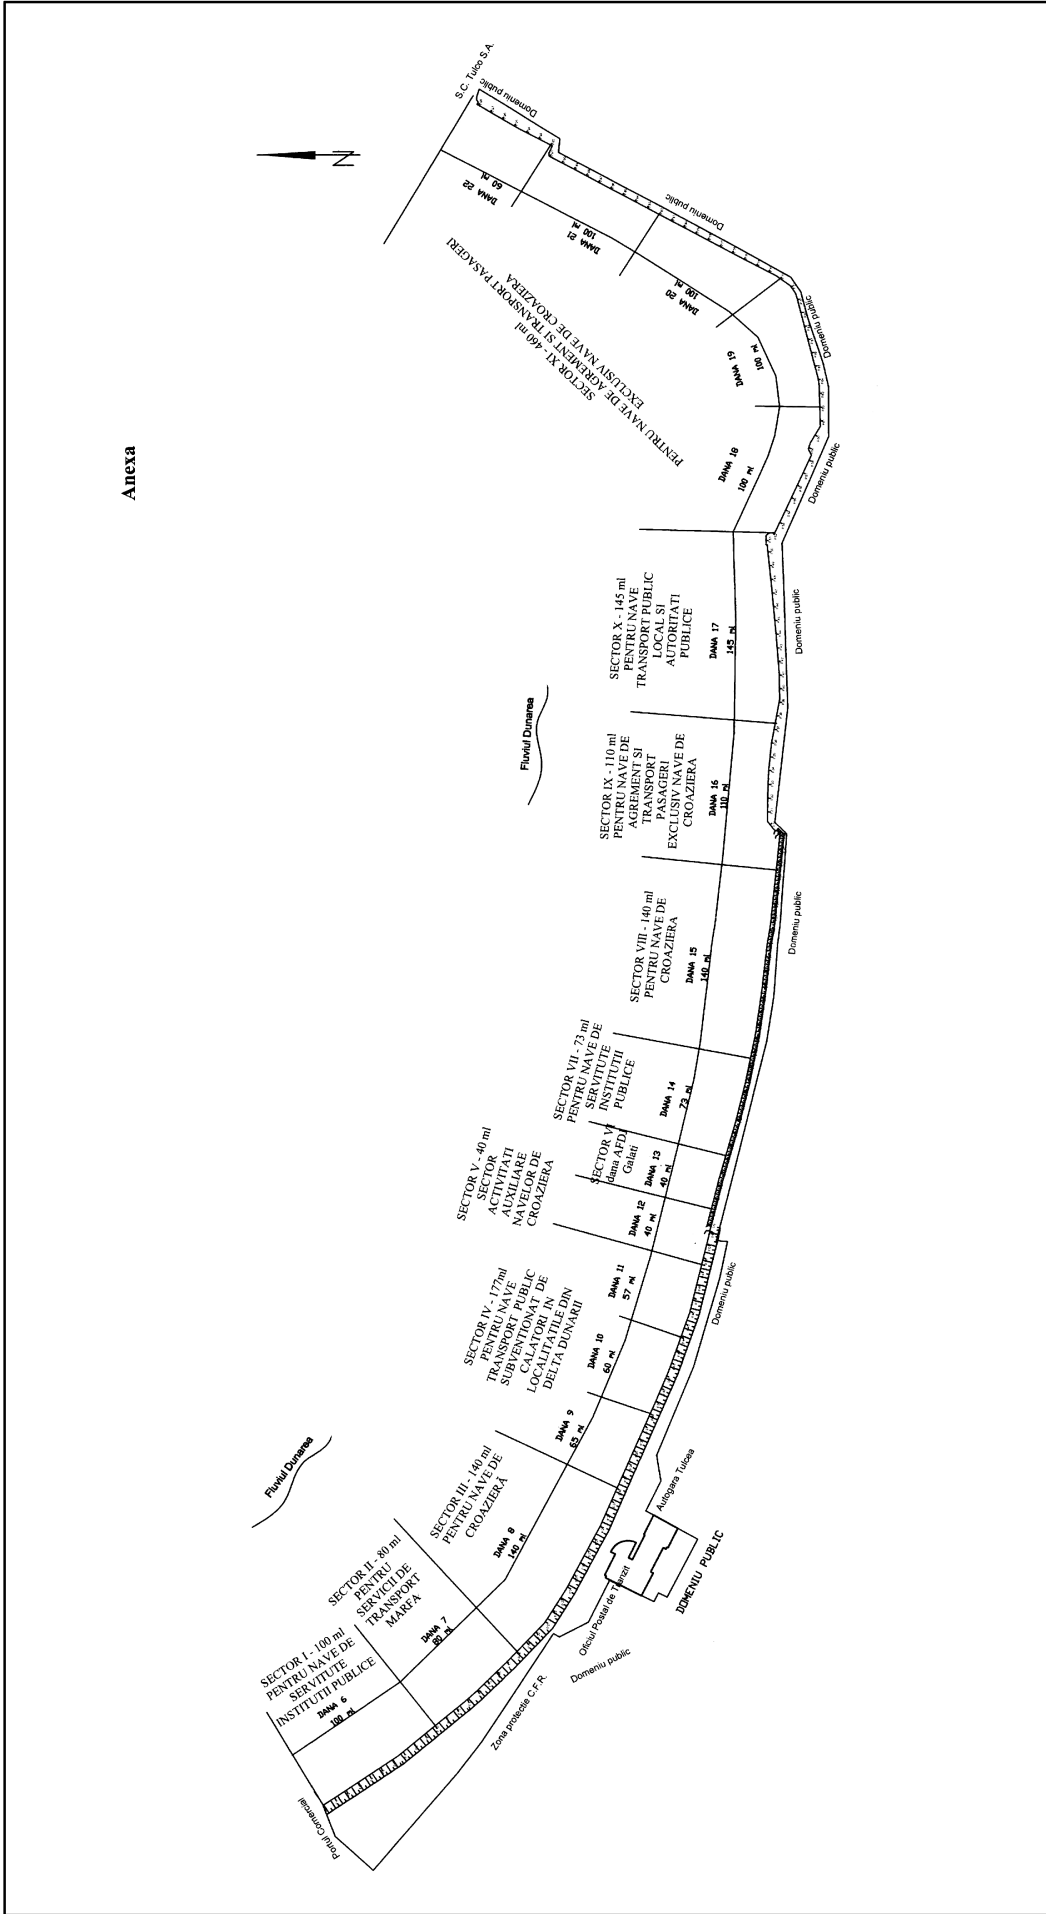 Anexa
Portul Comercial
SECTOR I - 100 ml
PENTRU NAVE DE
SERVITUTE
INSTITUTII PUBLICE
DANA 6
100 ml
SECTOR II - 80 ml
PENTRU
SERVICII DE
TRANSPORT
MARFA
DANA 7
80 ml
SECTOR III - 140 ml
PENTRU NAVE DE
CROAZIERĂ
DANA 8
140 ml
Fluviul Dunarea
SECTOR IV - 177ml
PENTRU NAVE
TRANSPORT PUBLIC
SUBVENTIONAT DE
CALATORI IN
LOCALITATILE DIN
DELTA DUNARII
DANA 9
65 ml
DANA 10
60 ml
DANA 11
57 ml
SECTOR V - 40 ml
SECTOR
ACTIVITATI
AUXILIARE
NAVELOR DE
CROAZIERA
DANA 12
40 ml
SECTOR VI
dana AFDJ
Galati
DANA 13
40 ml
SECTOR VII - 73 ml
PENTRU NAVE DE
SERVITUTE
INSTITUTII
PUBLICE
DANA 14
73 ml
SECTOR VIII - 140 ml
PENTRU NAVE DE
CROAZIERA
DANA 15
140 ml
Fluviul Dunarea
SECTOR IX - 110 ml
PENTRU NAVE DE
AGREMENT SI
TRANSPORT
PASAGERI
EXCLUSIV NAVE DE
CROAZIERA
DANA 16
110 ml
SECTOR X - 145 ml
PENTRU NAVE
TRANSPORT PUBLIC
LOCAL SI
AUTORITATI
PUBLICE
DANA 17
145 ml
SECTOR XI - 460 ml
PENTRU NAVE DE AGREMENT SI TRANSPORT PASAGERI
EXCLUSIV NAVE DE CROAZIERA
DANA 18
100 ml
DANA 19
100 ml
DANA 20
100 ml
DANA 21
100 ml
DANA 22
60 ml
N
S.C. Tulco S.A.
Domeniu public
Domeniu public
Domeniu public
Domeniu public
Domeniu public
Domeniu public
Domeniu public
Domeniu public
Autogara Tulcea
DOMENIU PUBLIC
Oficiul Postal de Tranzit
Domeniu public
Zona protectie C.F.R.